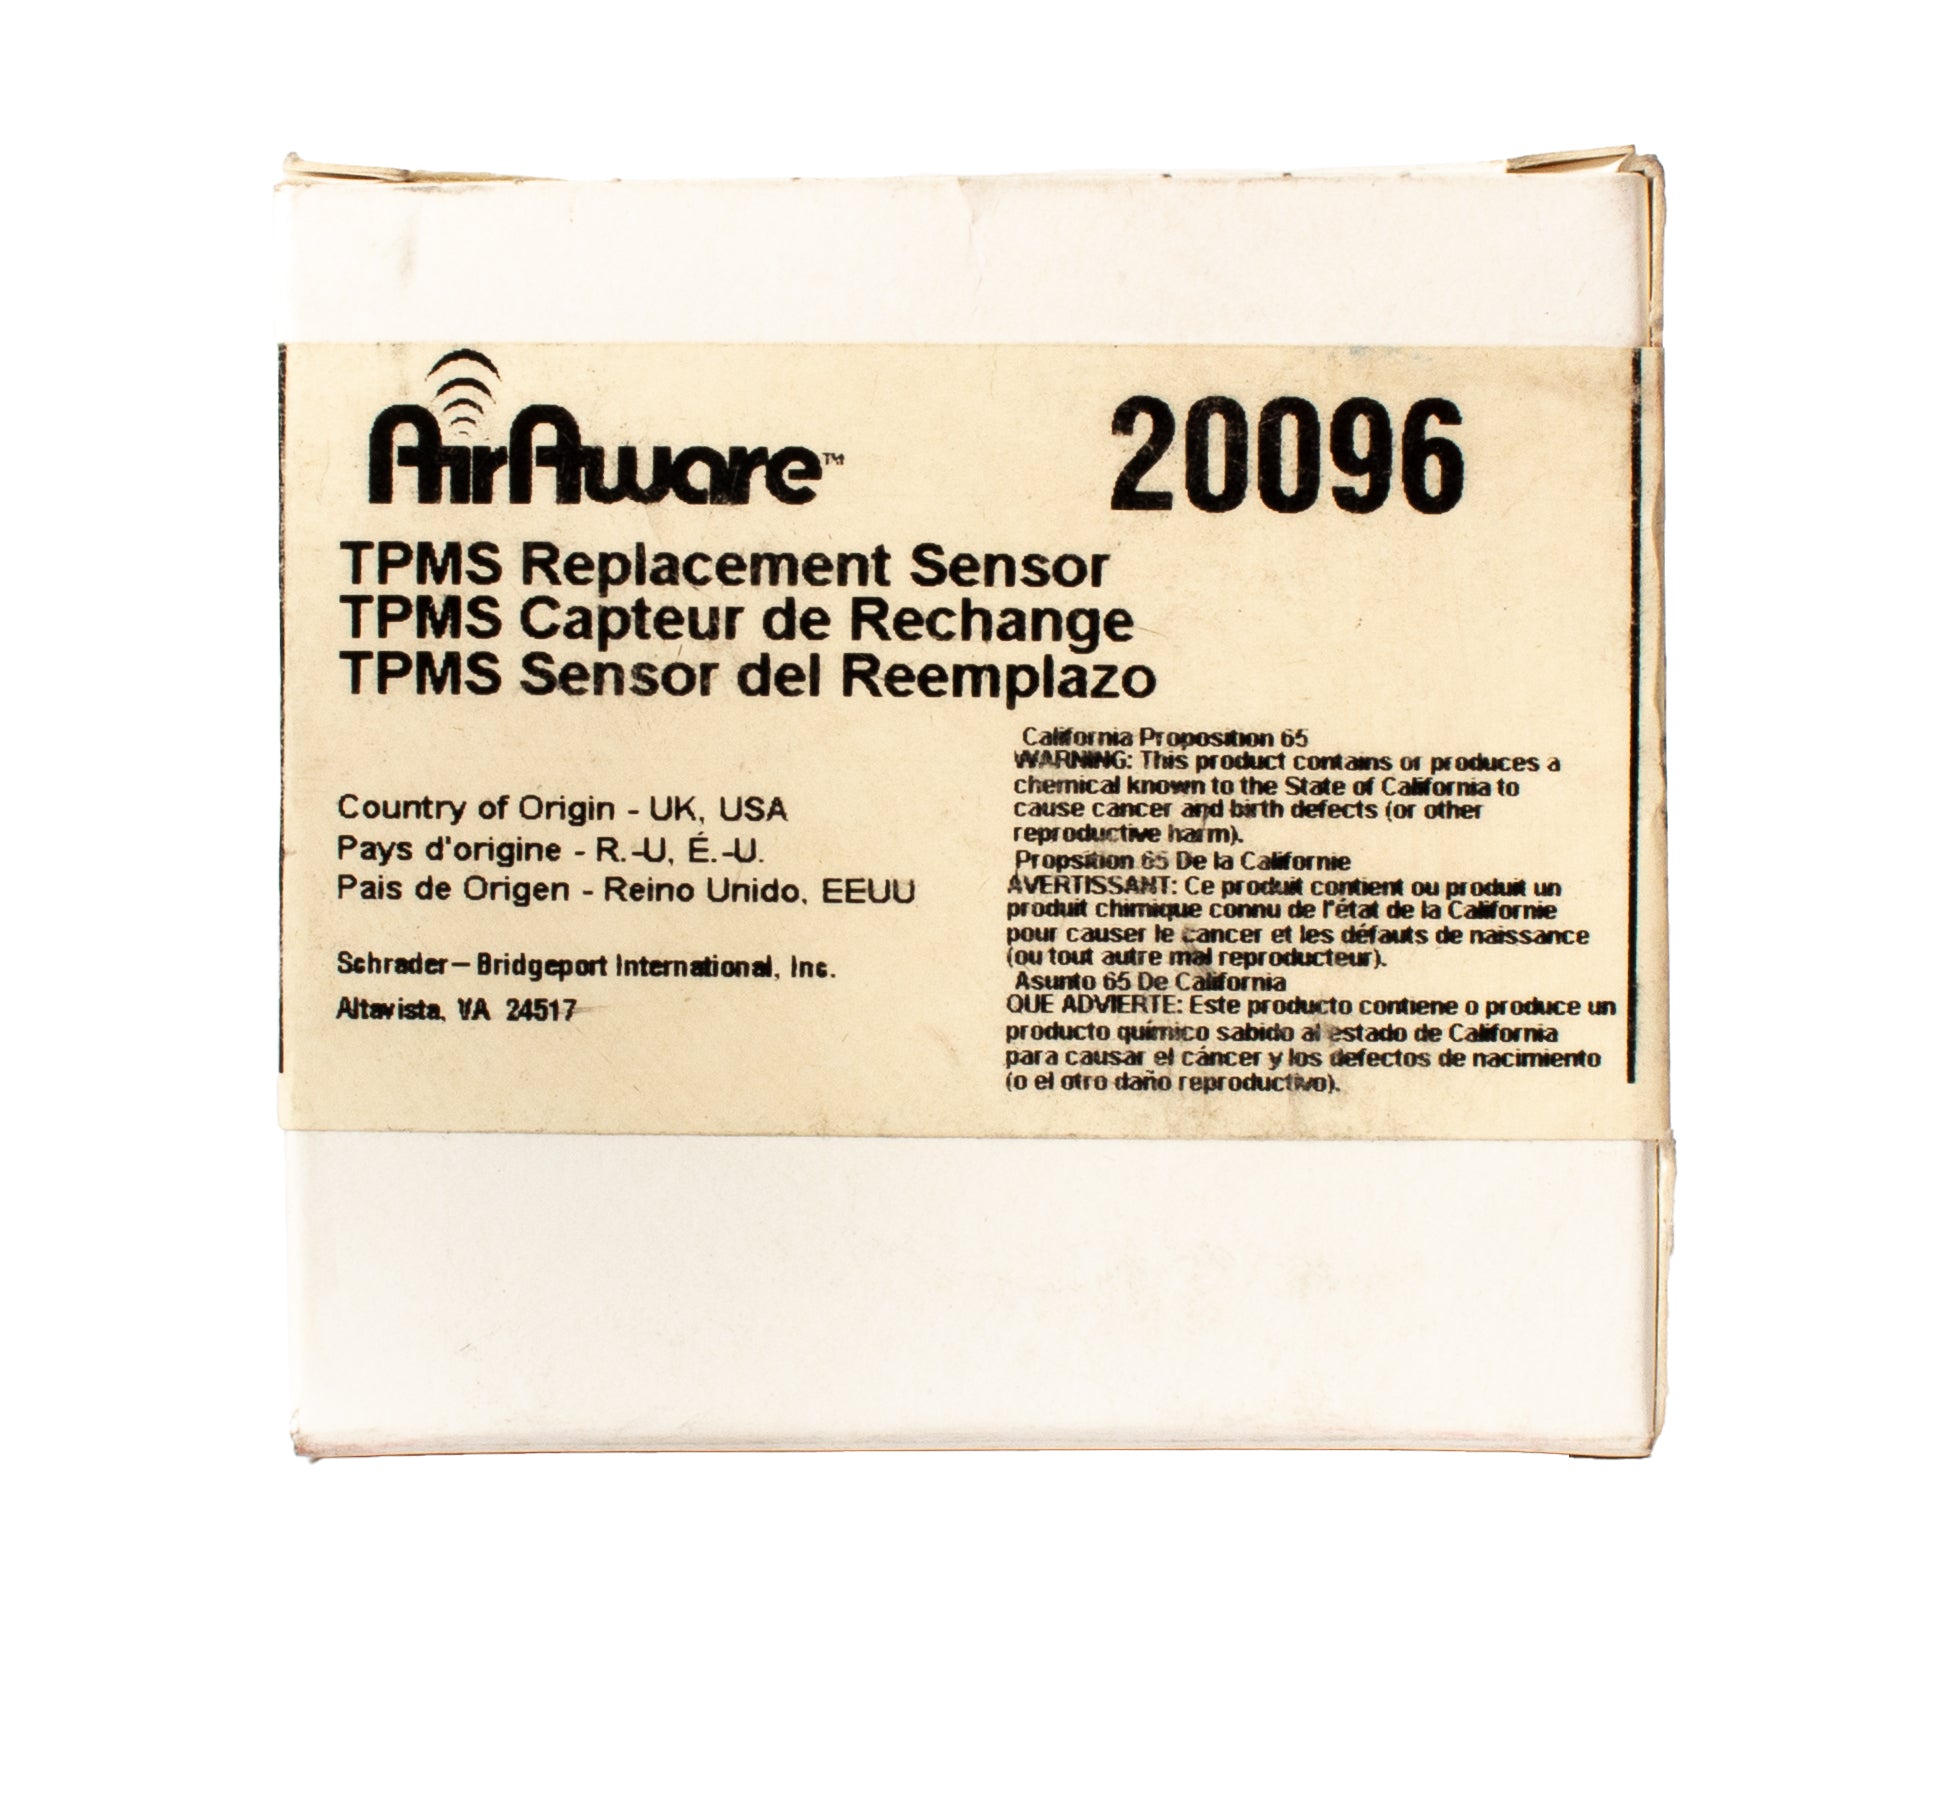 AirAware™
20096
TPMS Replacement Sensor
TPMS Capteur de Rechange
TPMS Sensor del Reemplazo
Country of Origin - UK, USA
Pays d'origine - R.-U, É.-U.
Pais de Origen - Reino Unido, EEUU
Schrader-Bridgeport International, Inc.
Altavista, VA 24517
California Proposition 65
WARNING: This product contains or produces a
chemical known to the State of California to
cause cancer and birth defects (or other
reproductive harm).
Propsition 65 De la Californie
AVERTISSANT: Ce produit contient ou produit un
produit chimique connu de l'état de la Californie
pour causer le cancer et les défauts de naissance
(ou tout autre mal reproducteur).
Asunto 65 De California
QUE ADVIERTE: Este producto contiene o produce un
producto químico sabido al estado de California
para causar el cáncer y los defectos de nacimiento
(o el otro daño reproductivo).